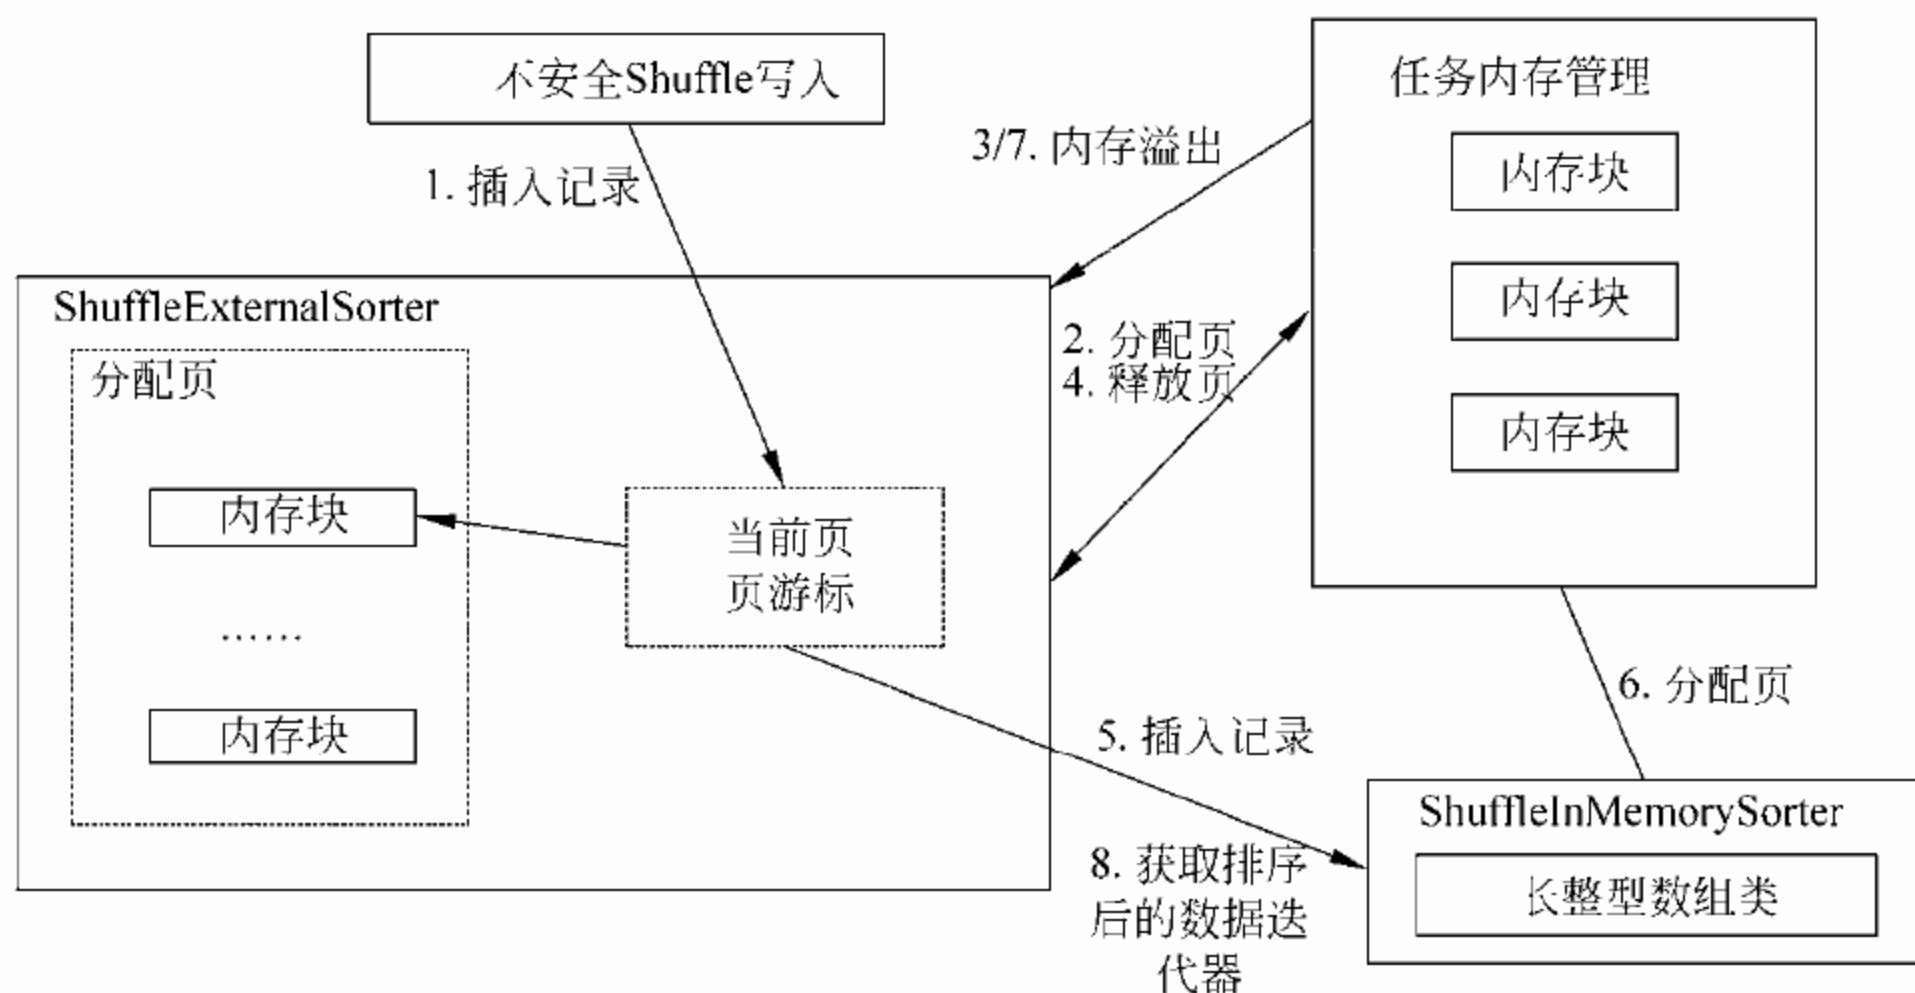 不安全Shuffle写入
任务内存管理
3/7. 内存溢出
内存块
1. 插入记录
内存块
ShuffleExternalSorter
2. 分配页
4. 释放页
分配页
内存块
内存块
当前页
页游标
……
6. 分配页
内存块
5. 插入记录
ShuffleInMemorySorter
8. 获取排序
后的数据迭
代器
长整型数组类